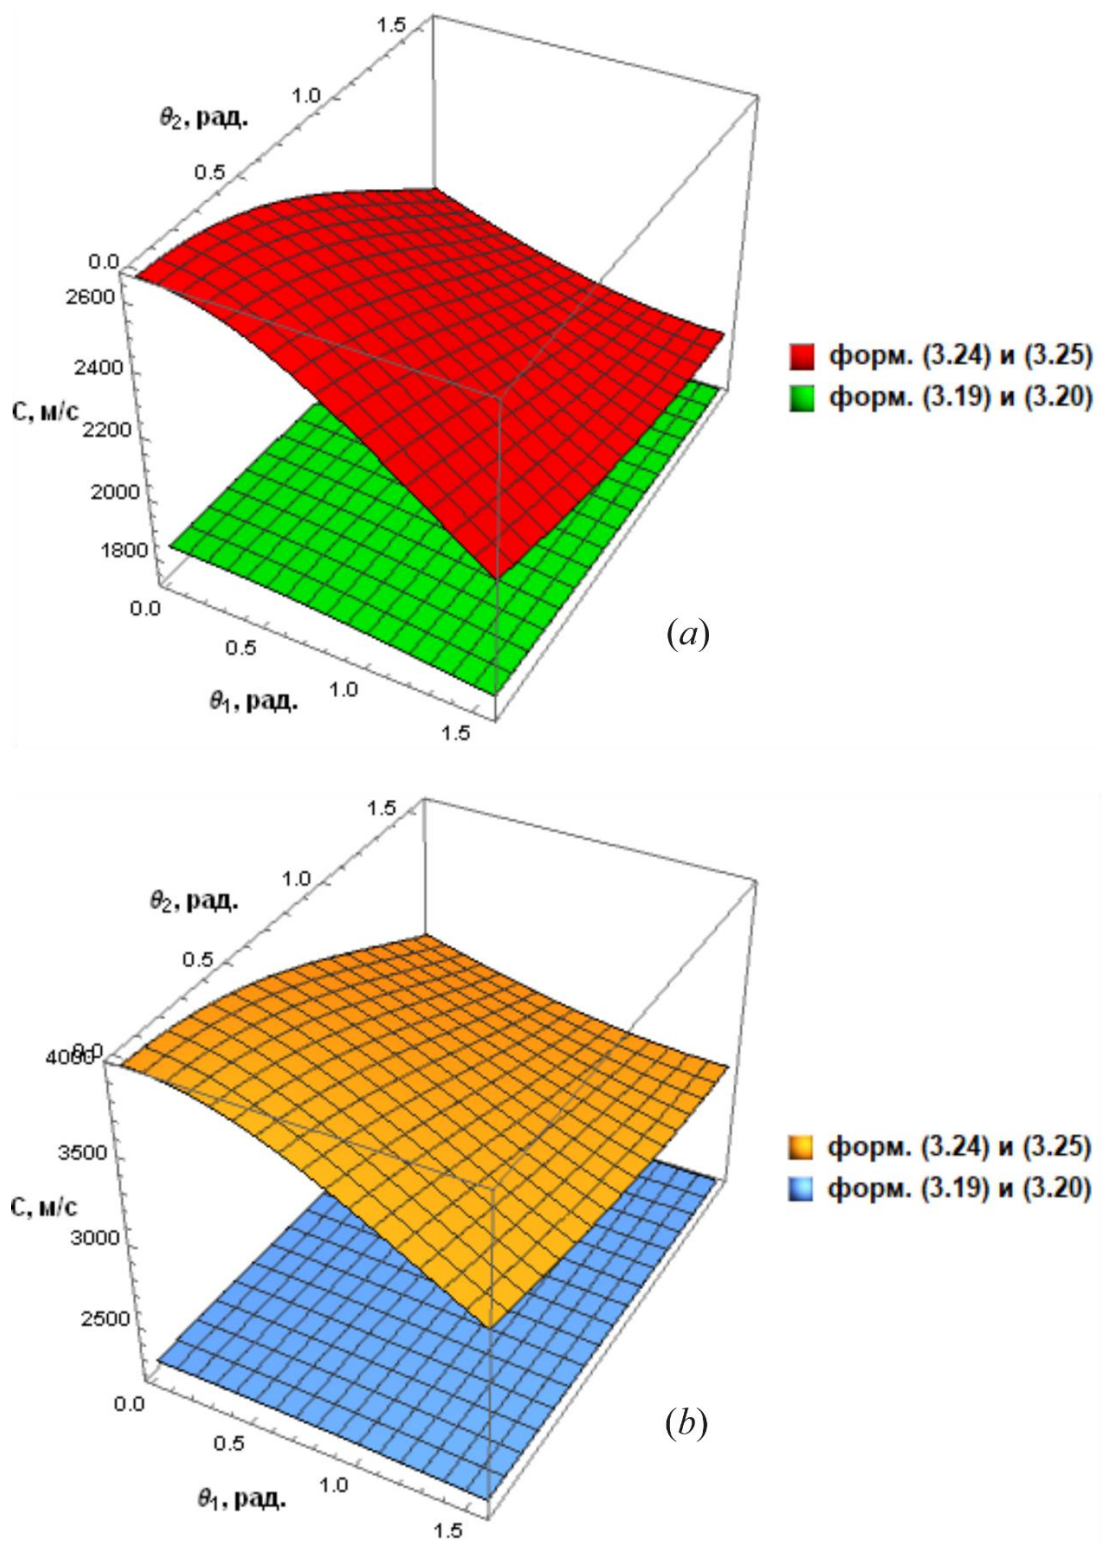 1.5
1.0
θ2, рад.
0.5
0.0
2600
2400
C, м/с
2200
2000
1800
0.0
0.5
θ1, рад.
1.0
1.5
форм. (3.24) и (3.25)
форм. (3.19) и (3.20)
(a)
1.5
1.0
θ2, рад.
0.5
0.0
4000
3500
C, м/с
3000
2500
0.0
0.5
θ1, рад.
1.0
1.5
форм. (3.24) и (3.25)
форм. (3.19) и (3.20)
(b)